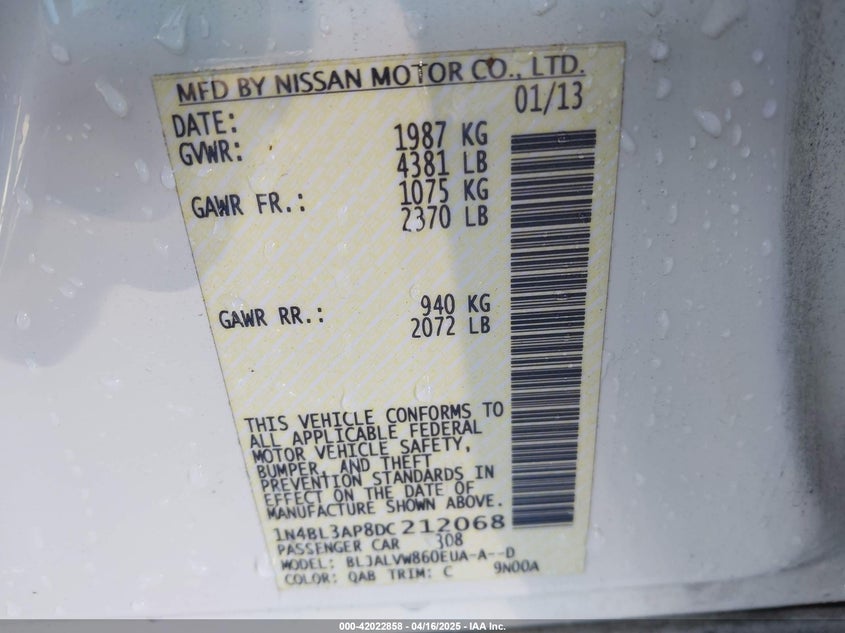 MFD BY NISSAN MOTOR CO., LTD.
DATE: 01/13
GVWR: 1987 KG
4381 LB
GAWR FR.: 1075 KG
2370 LB
GAWR RR.: 940 KG
2072 LB
THIS VEHICLE CONFORMS TO
ALL APPLICABLE FEDERAL
MOTOR VEHICLE SAFETY,
BUMPER, AND THEFT
PREVENTION STANDARDS IN
EFFECT ON THE DATE OF
MANUFACTURE SHOWN ABOVE.
1N4BL3AP8DC212068
PASSENGER CAR 308
MODEL: BLJALVW860EUA-A--D
COLOR: QAB TRIM: C 9N00A
000-42022858 - 04/16/2025 - IAA Inc.